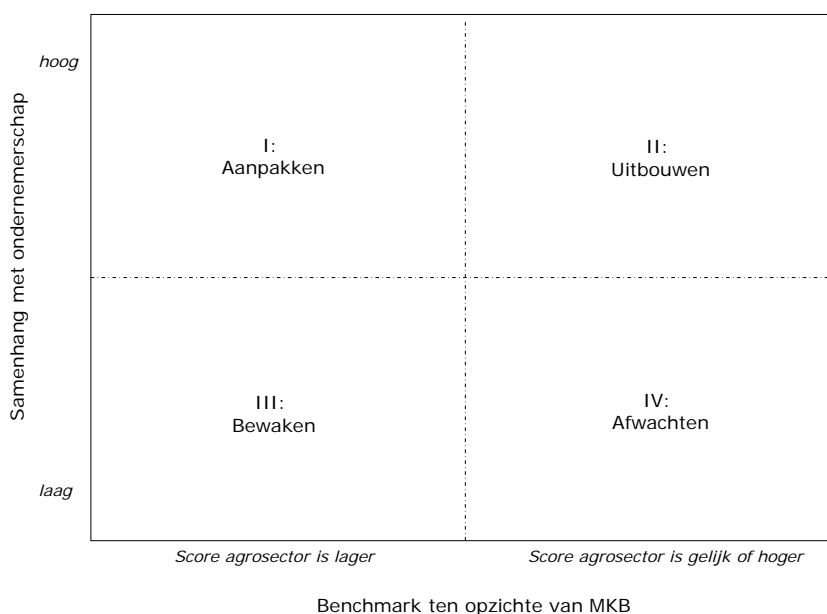 Samenhang met ondernemerschap
hoog
I:
Aanpakken
II:
Uitbouwen
III:
Bewaken
IV:
Afwachten
laag
Score agrosector is lager
Score agrosector is gelijk of hoger
Benchmark ten opzichte van MKB